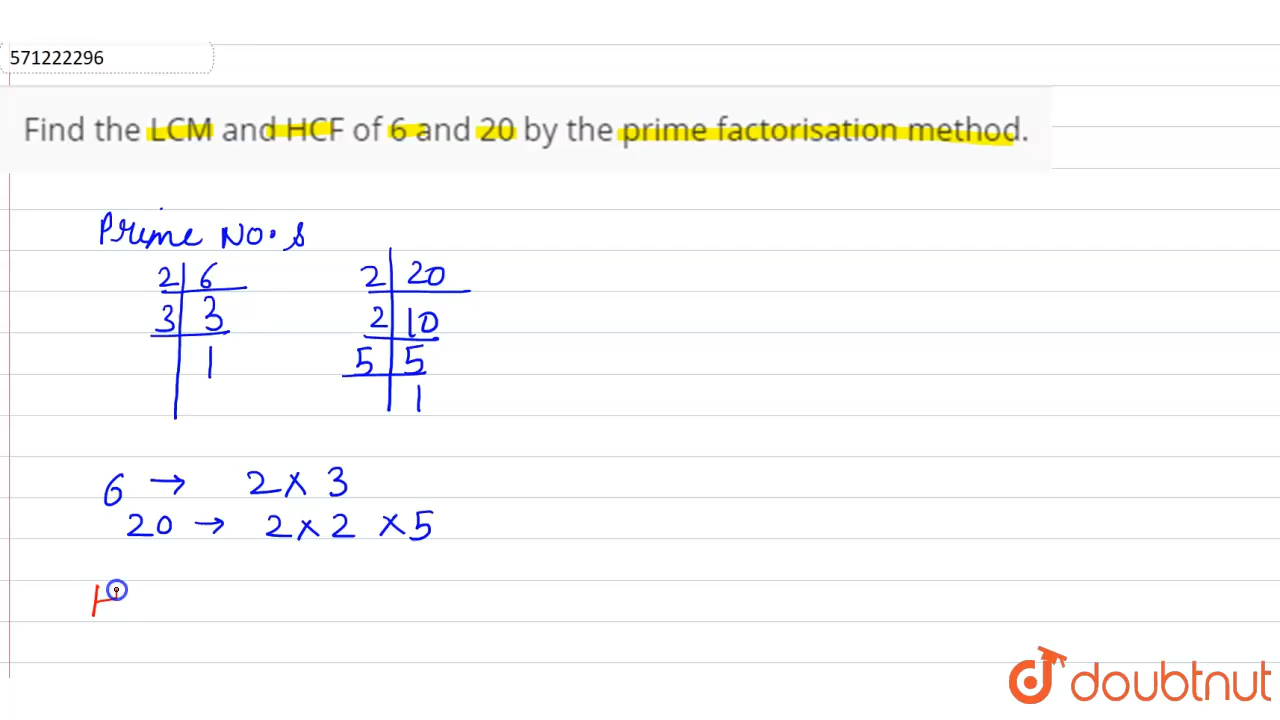 571222296
Find the LCM and HCF of 6 and 20 by the prime factorisation method.
Prime No.s
2 | 6    2 | 20
3 | 3    2 | 10
| 1    5 | 5
| 1
6 → 2 × 3
20 → 2 × 2 × 5
H
doubtnut